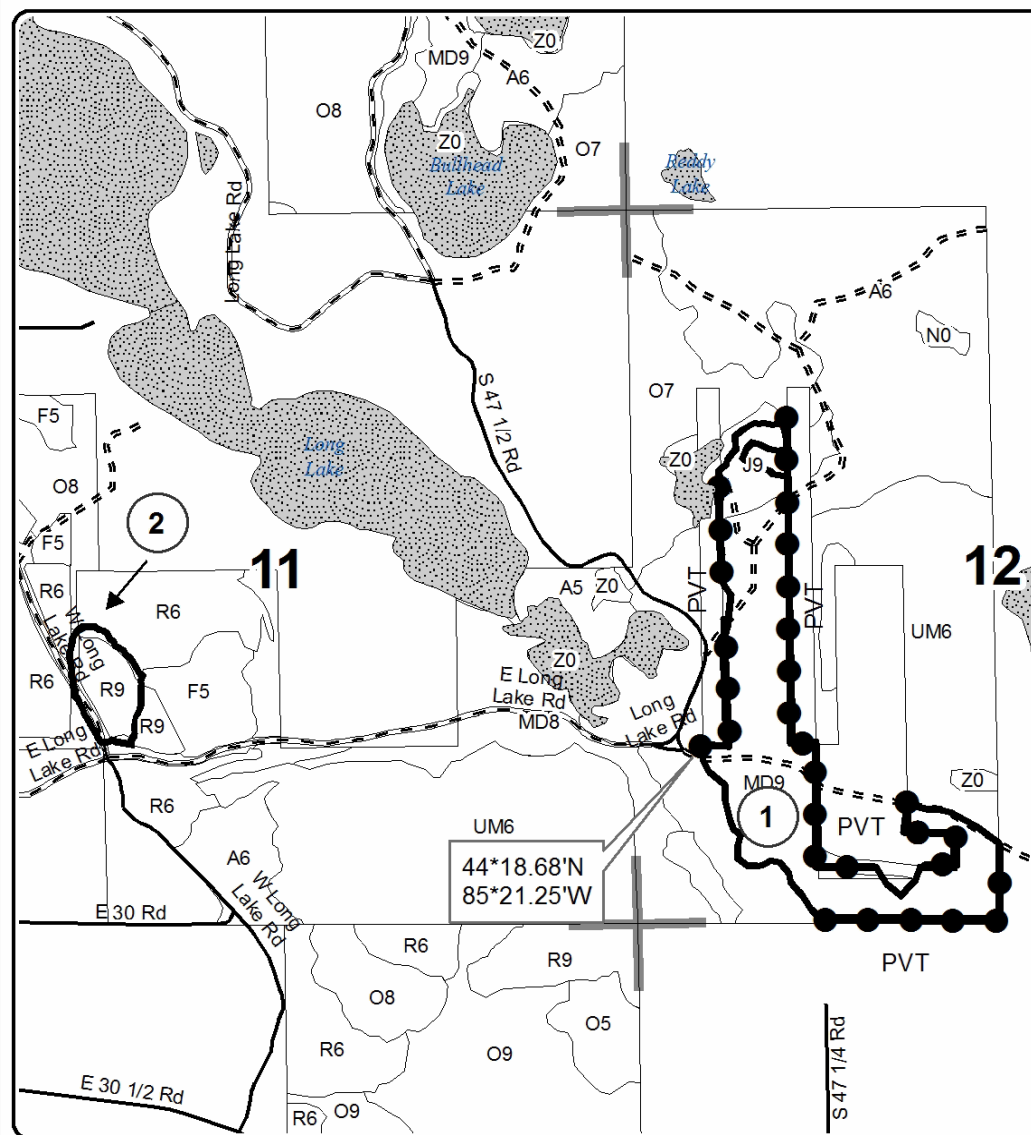 Z0
MD9
A6
O8
Z0
Bullhead
Lake
O7
Reddy
Lake
Long Lake Rd
A6
N0
S 47 1/2 Rd
O7
F5
Long
Lake
Z0
J9
O8
2
F5
11
12
R6
R6
A5
Z0
PVT
PVT
W Long
Lake Rd
UM6
R6
R9
F5
Z0
E Long
Lake Rd
R9
MD8
Long
Lake Rd
E Long
Lake Rd
MD9
Z0
R6
1
UM6
PVT
44*18.68'N
85*21.25'W
A6
W Long
Lake Rd
E 30 Rd
R6
R9
PVT
O8
O5
R6
O9
S 47 1/4 Rd
E 30 1/2 Rd
R6
O9